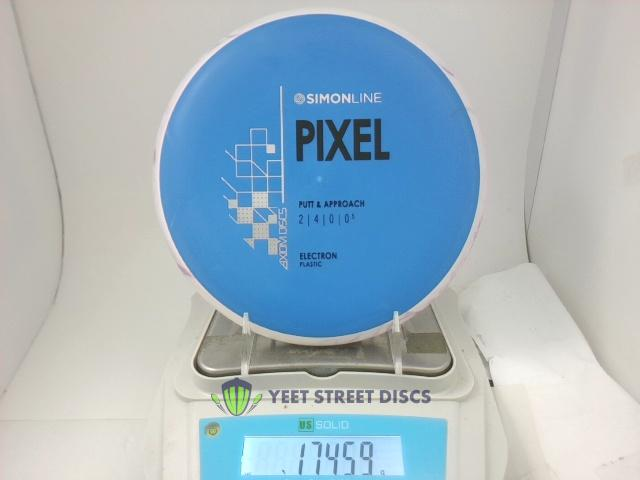 SIMONLINE
PIXEL
PUTT & APPROACH
2 | 4 | 0 | 0.5
AXIOM DISCS
ELECTRON
PLASTIC
YEET STREET DISCS
US SOLID
174.59 g